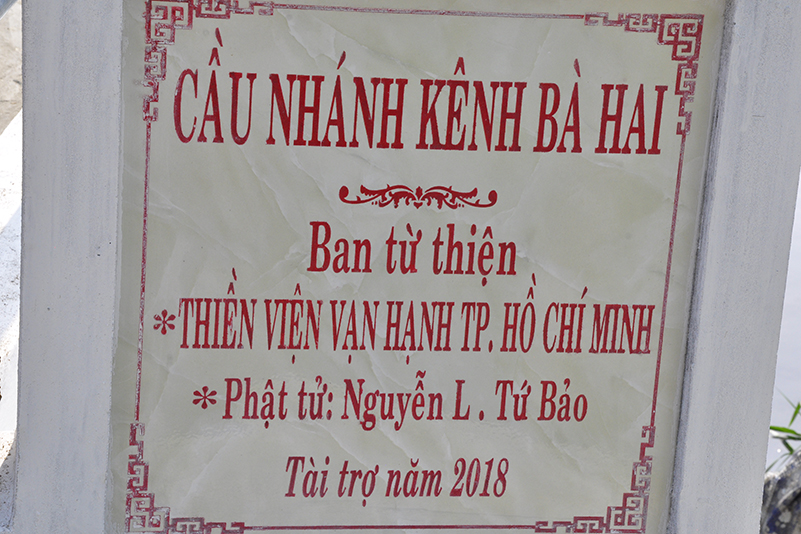 CẦU NHÁNH KÊNH BÀ HAI
Ban từ thiện
*THIỀN VIỆN VẠN HẠNH TP. HỒ CHÍ MINH
*Phật tử: Nguyễn L . Tứ Bảo
Tài trợ năm 2018